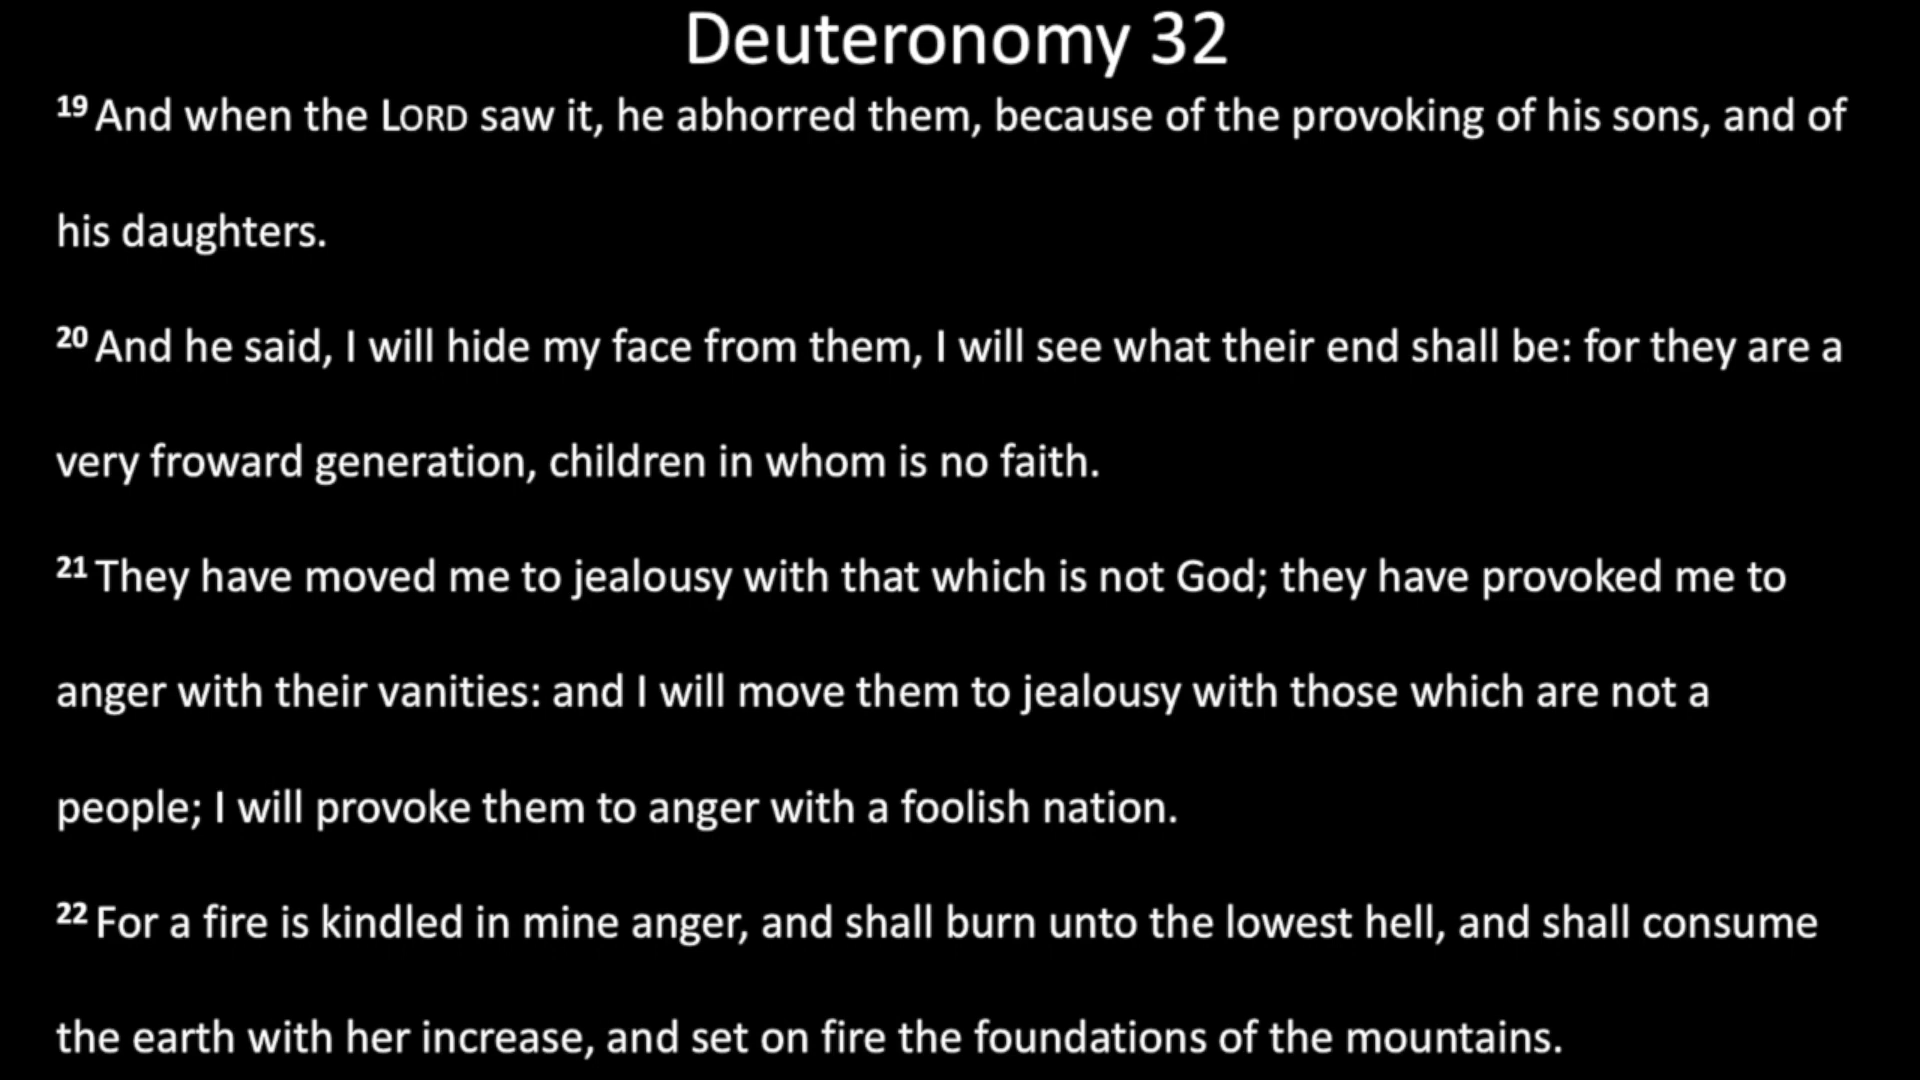 Deuteronomy 32
19 And when the LORD saw it, he abhorred them, because of the provoking of his sons, and of
his daughters.
20 And he said, I will hide my face from them, I will see what their end shall be: for they are a
very froward generation, children in whom is no faith.
21 They have moved me to jealousy with that which is not God; they have provoked me to
anger with their vanities: and I will move them to jealousy with those which are not a
people; I will provoke them to anger with a foolish nation.
22 For a fire is kindled in mine anger, and shall burn unto the lowest hell, and shall consume
the earth with her increase, and set on fire the foundations of the mountains.